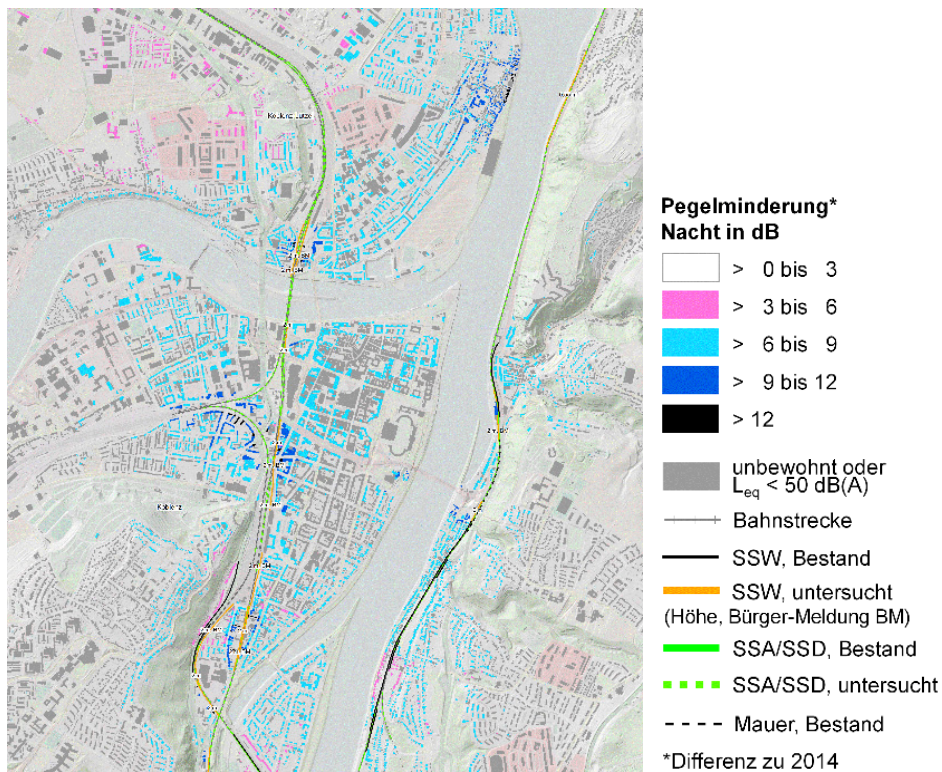 Koblenz-Lützel
Koblenz
Pegelminderung*
Nacht in dB
> 0 bis 3
> 3 bis 6
> 6 bis 9
> 9 bis 12
> 12
unbewohnt oder
Leq < 50 dB(A)
Bahnstrecke
SSW, Bestand
SSW, untersucht
(Höhe, Bürger-Meldung BM)
SSA/SSD, Bestand
SSA/SSD, untersucht
Mauer, Bestand
*Differenz zu 2014